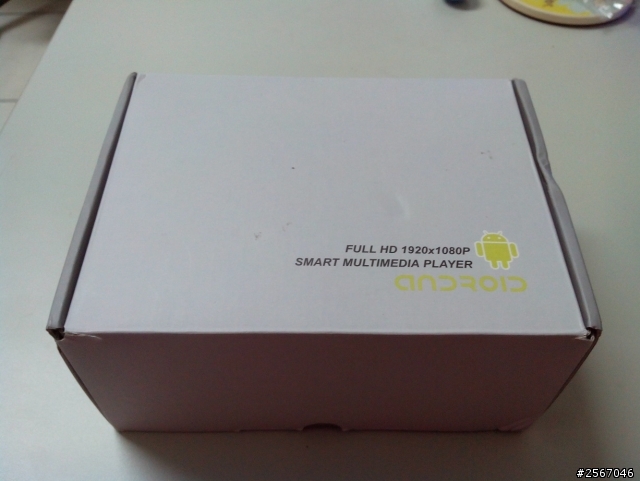 FULL HD 1920x1080P
SMART MULTIMEDIA PLAYER
ANDROID
#2567046